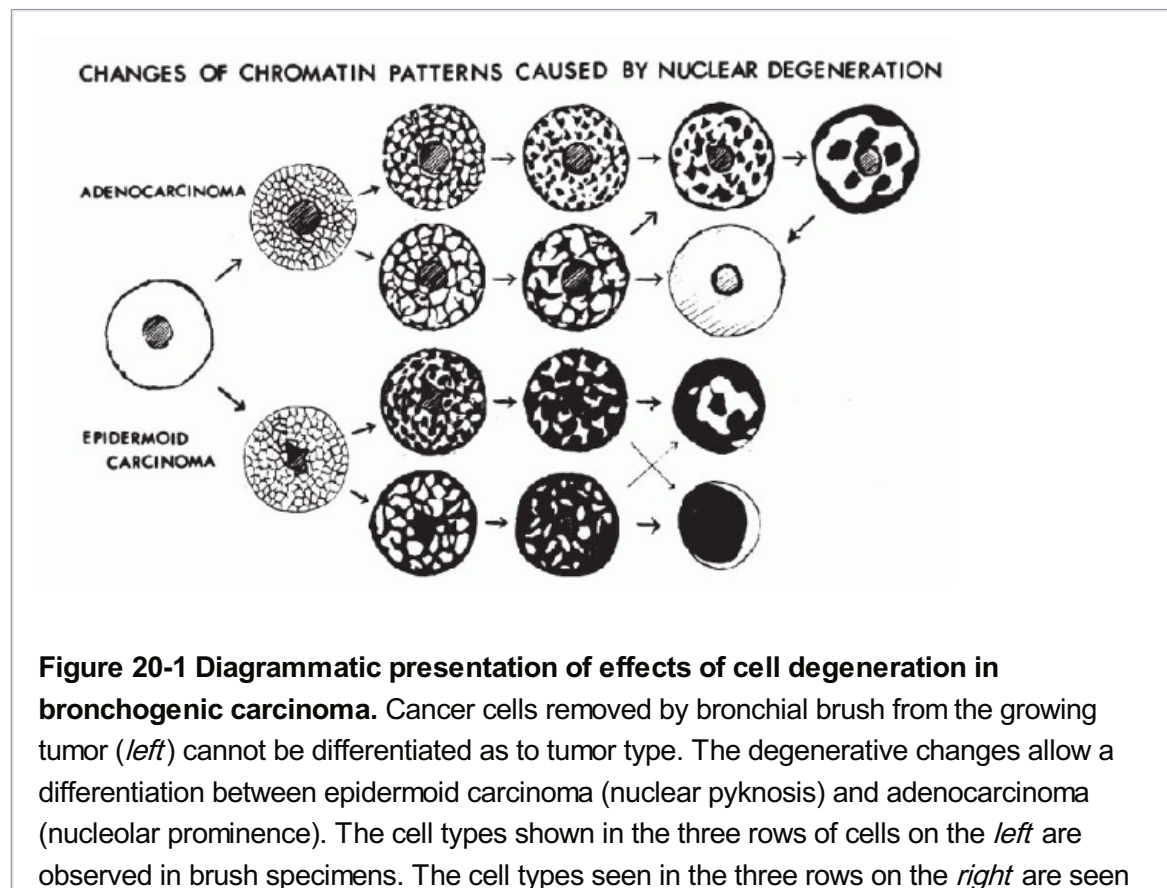 CHANGES OF CHROMATIN PATTERNS CAUSED BY NUCLEAR DEGENERATION
ADENOCARCINOMA
EPIDERMOID
CARCINOMA
Figure 20-1 Diagrammatic presentation of effects of cell degeneration in
bronchogenic carcinoma. Cancer cells removed by bronchial brush from the growing
tumor (left) cannot be differentiated as to tumor type. The degenerative changes allow a
differentiation between epidermoid carcinoma (nuclear pyknosis) and adenocarcinoma
(nucleolar prominence). The cell types shown in the three rows of cells on the left are
observed in brush specimens. The cell types seen in the three rows on the right are seen